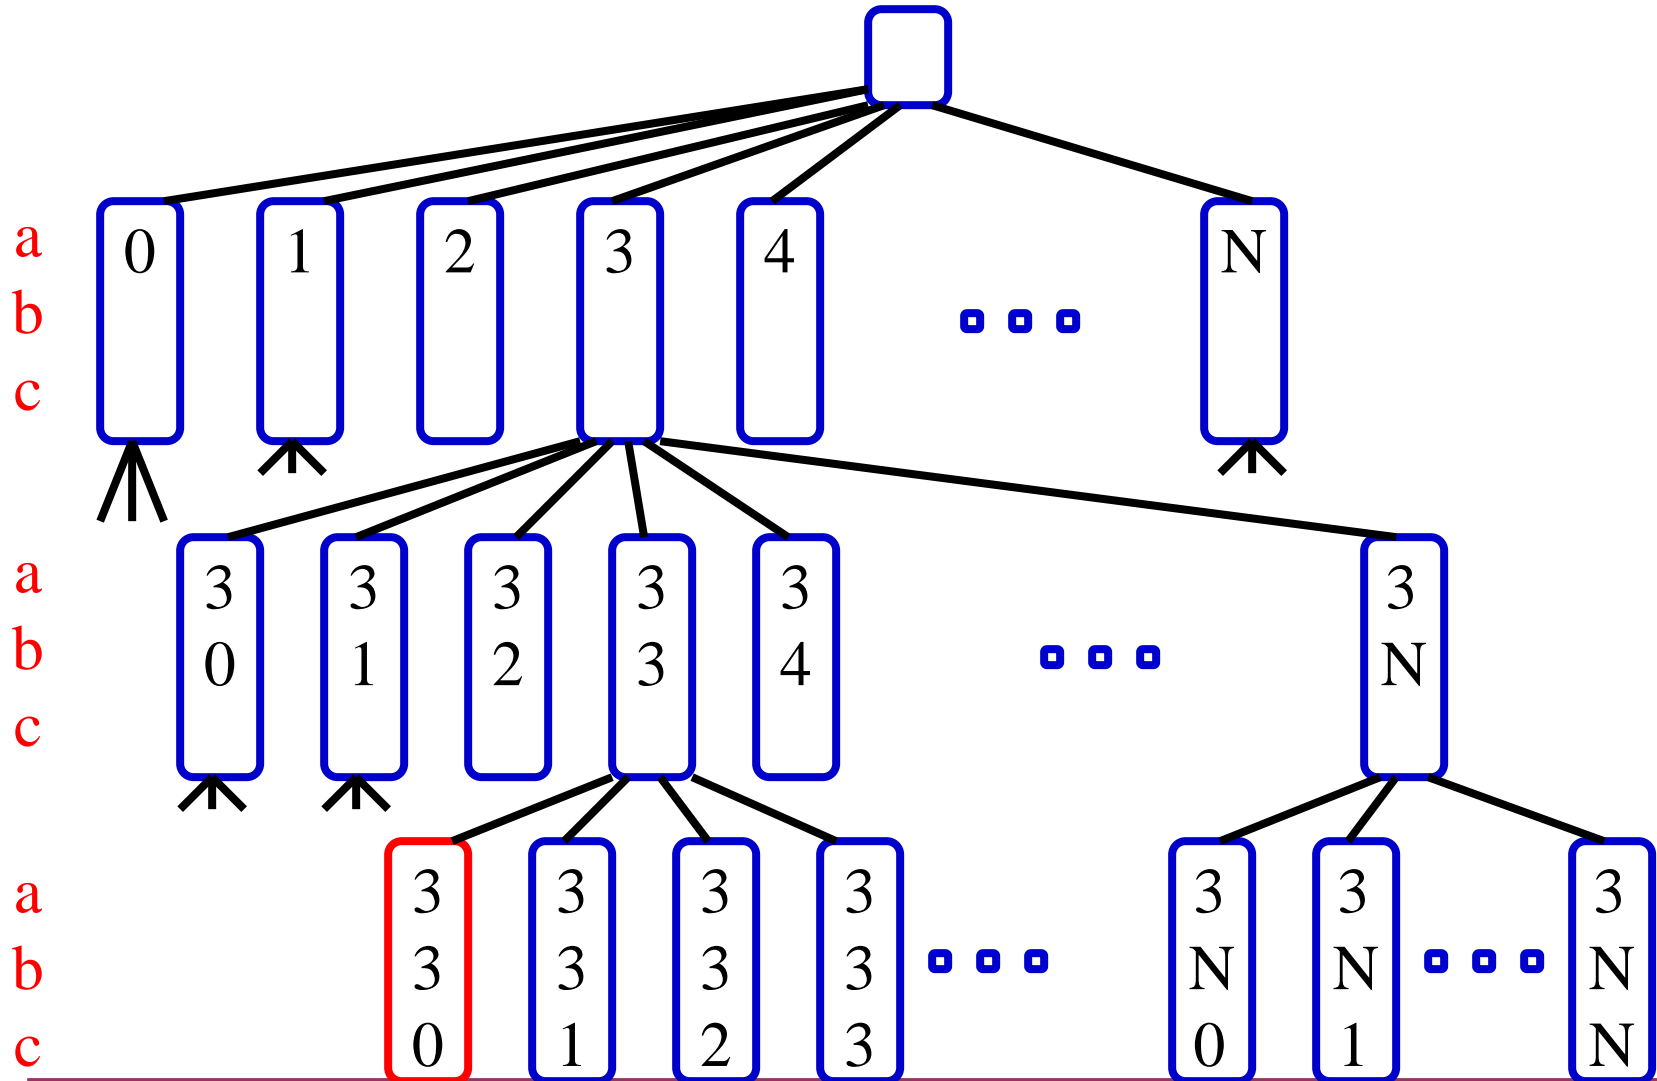 a 0 1 2 3 4 N
b
c
a 3 3 3 3 3 3
b 0 1 2 3 4 N
c
a 3 3 3 3 3 3 3
b 3 3 3 3 N N N
c 0 1 2 3 0 1 N